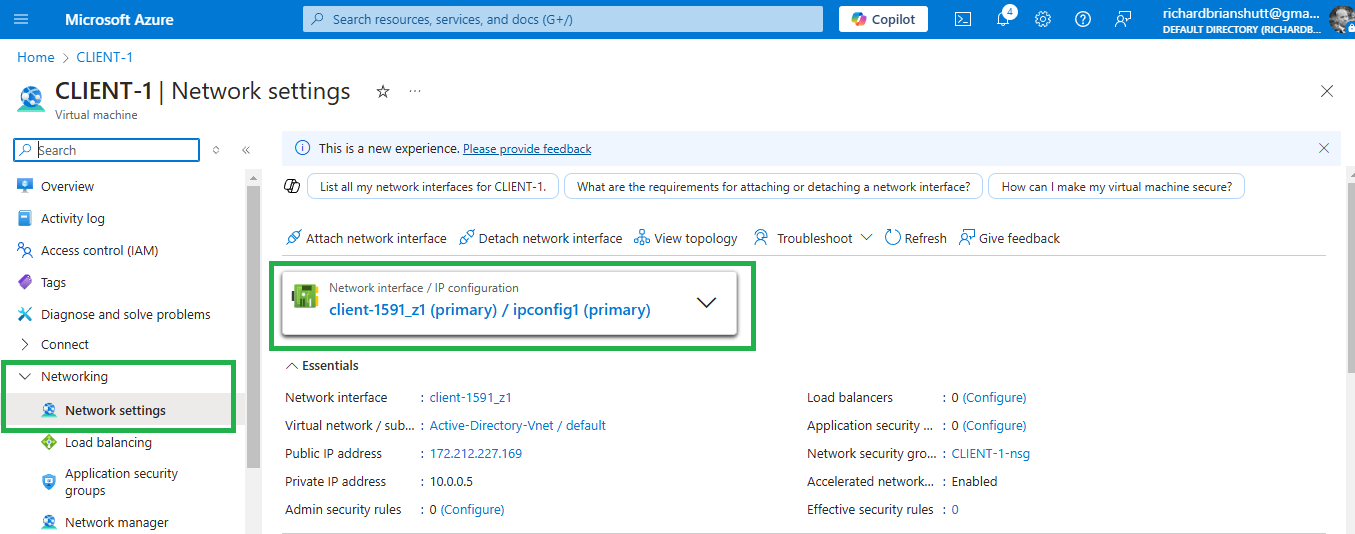 Microsoft Azure
Search resources, services, and docs (G+/)
Copilot
4
richardbrianshutt@gma...
DEFAULT DIRECTORY (RICHARDB...
Home > CLIENT-1
CLIENT-1 | Network settings
Virtual machine
Search
Overview
Activity log
Access control (IAM)
Tags
Diagnose and solve problems
Connect
Networking
Network settings
Load balancing
Application security
groups
Network manager
This is a new experience. Please provide feedback
List all my network interfaces for CLIENT-1.
What are the requirements for attaching or detaching a network interface?
How can I make my virtual machine secure?
Attach network interface
Detach network interface
View topology
Troubleshoot
Refresh
Give feedback
Network interface / IP configuration
client-1591_z1 (primary) / ipconfig1 (primary)
Essentials
Network interface : client-1591_z1
Virtual network / sub... : Active-Directory-Vnet / default
Public IP address : 172.212.227.169
Private IP address : 10.0.0.5
Admin security rules : 0 (Configure)
Load balancers : 0 (Configure)
Application security ... : 0 (Configure)
Network security gro... : CLIENT-1-nsg
Accelerated network... : Enabled
Effective security rules : 0